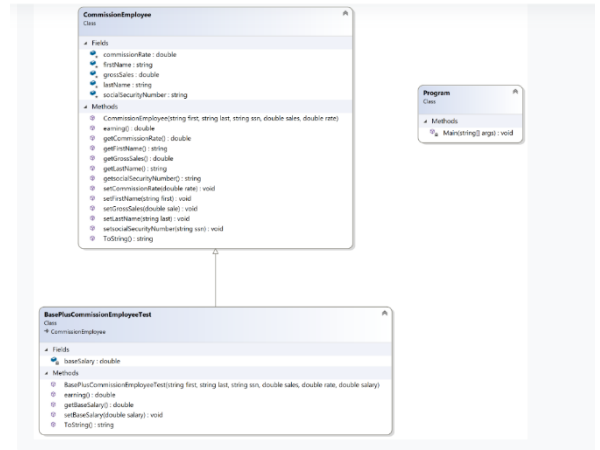 CommissionEmployee
Class
Fields
commissionRate : double
firstName : string
grossSales : double
lastName : string
socialSecurityNumber : string
Methods
CommissionEmployee(string first, string last, string ssn, double sales, double rate)
earning() : double
getCommissionRate() : double
getFirstName() : string
getGrossSales() : double
getLastName() : string
getsocialSecurityNumber() : string
setCommissionRate(double rate) : void
setFirstName(string first) : void
setGrossSales(double sale) : void
setLastName(string last) : void
setsocialSecurityNumber(string ssn) : void
ToString() : string
Program
Class
Methods
Main(string[] args) : void
BasePlusCommissionEmployeeTest
Class
CommissionEmployee
Fields
baseSalary : double
Methods
BasePlusCommissionEmployeeTest(string first, string last, string ssn, double sales, double rate, double salary)
earning() : double
getBaseSalary() : double
setBaseSalary(double salary) : void
ToString() : string